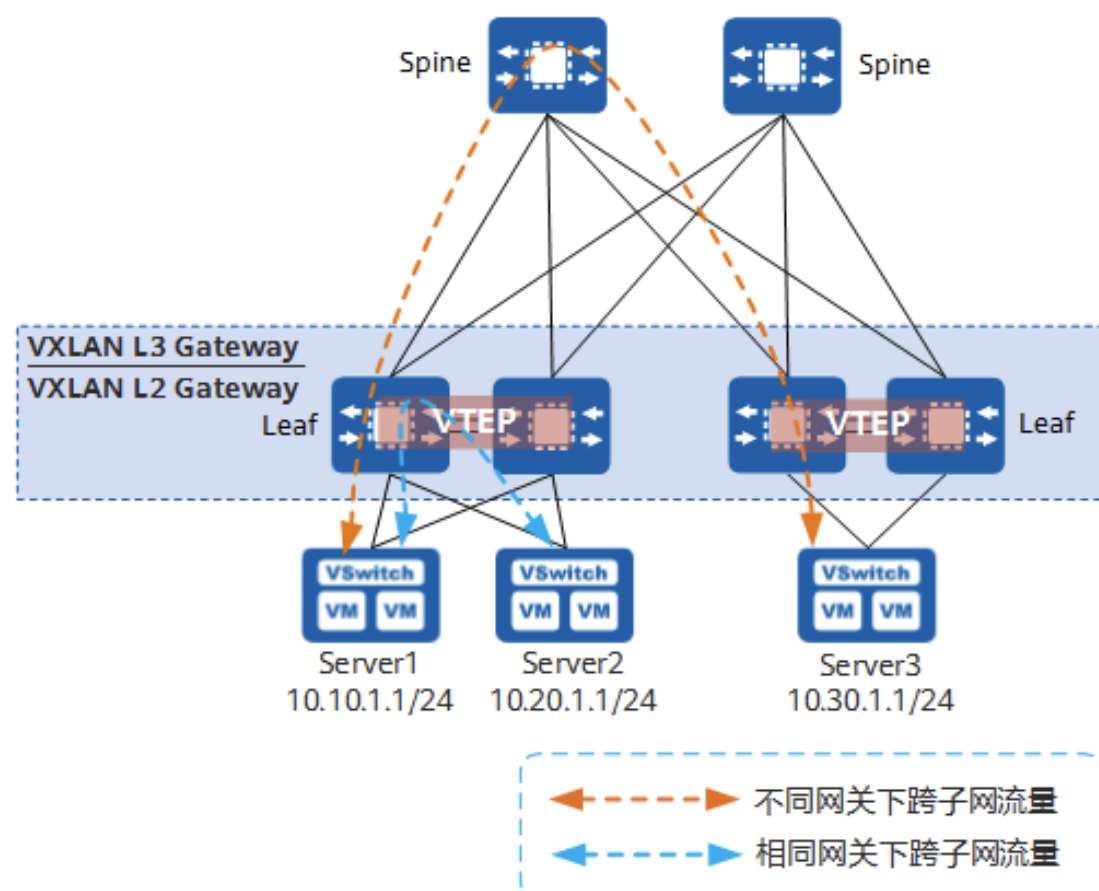 Spine
Spine
VXLAN L3 Gateway
VXLAN L2 Gateway
Leaf
VTEP
VTEP
Leaf
VSwitch
VM
VM
VSwitch
VM
VM
VSwitch
VM
VM
Server1
10.10.1.1/24
Server2
10.20.1.1/24
Server3
10.30.1.1/24
不同网关下跨子网流量
相同网关下跨子网流量